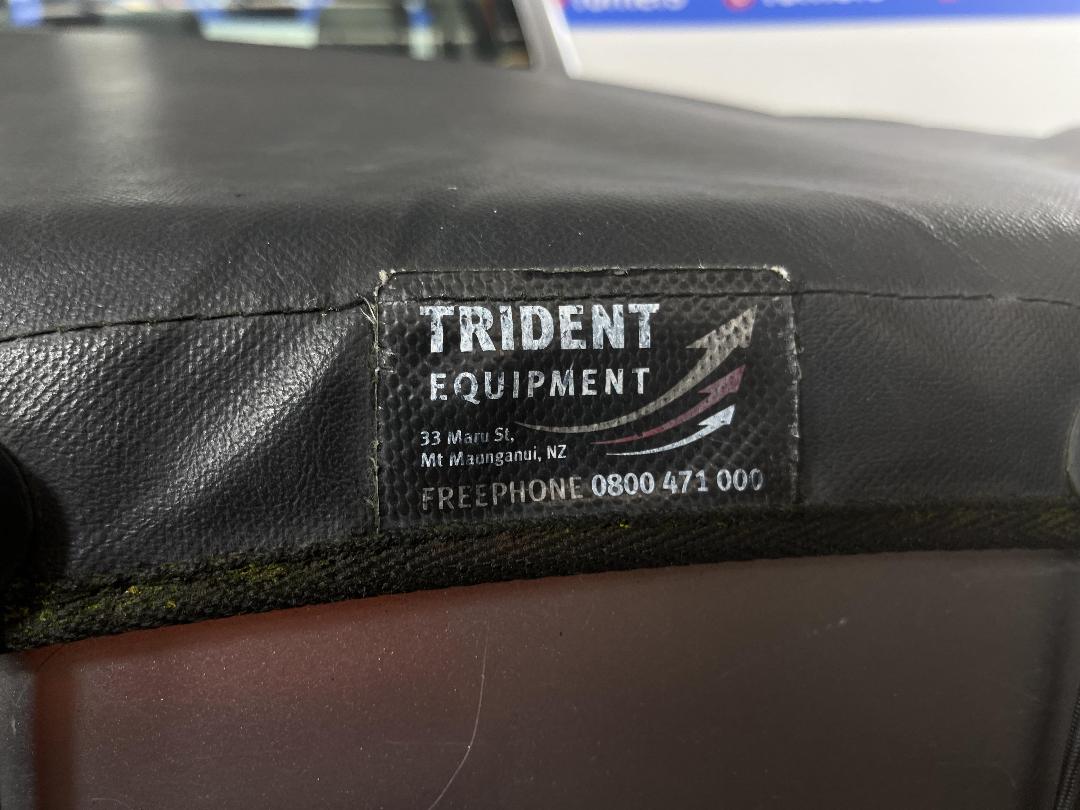 TRIDENT
EQUIPMENT
33 Maru St,
Mt Maunganui, NZ
FREEPHONE 0800 471 000